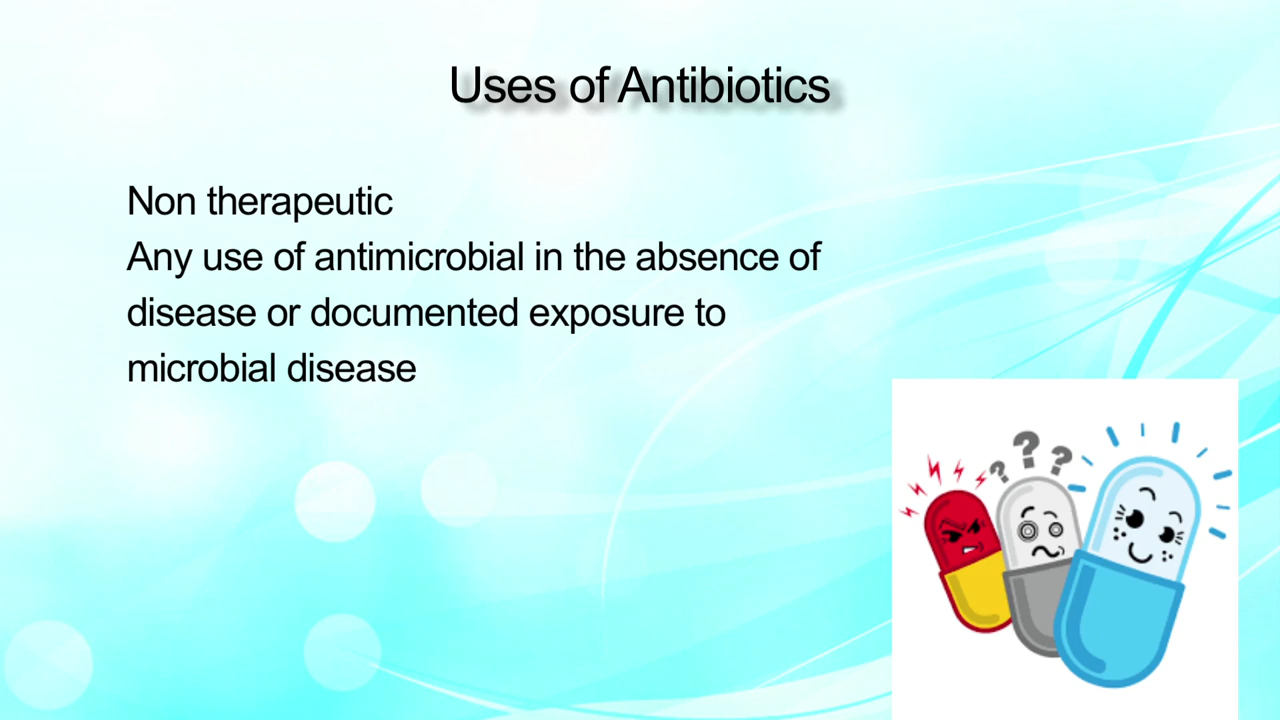 Uses of Antibiotics
Non therapeutic
Any use of antimicrobial in the absence of
disease or documented exposure to
microbial disease
? ? ?